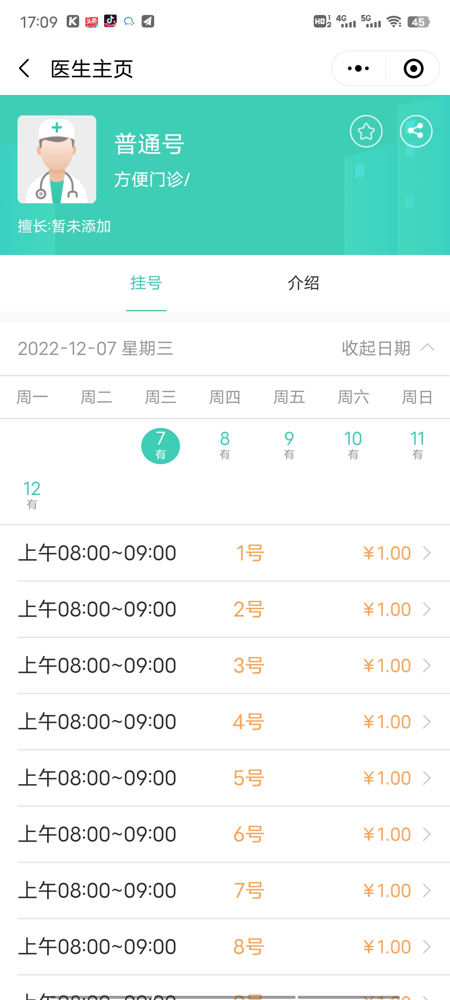 17:09 K 头条 HD 1 2 4G 5G 45
医生主页
普通号
方便门诊/
擅长:暂未添加
挂号 介绍
2022-12-07 星期三 收起日期
周一 周二 周三 周四 周五 周六 周日
7 8 9 10 11
有 有 有 有 有
12
有
上午08:00~09:00 1号 ¥1.00
上午08:00~09:00 2号 ¥1.00
上午08:00~09:00 3号 ¥1.00
上午08:00~09:00 4号 ¥1.00
上午08:00~09:00 5号 ¥1.00
上午08:00~09:00 6号 ¥1.00
上午08:00~09:00 7号 ¥1.00
上午08:00~09:00 8号 ¥1.00